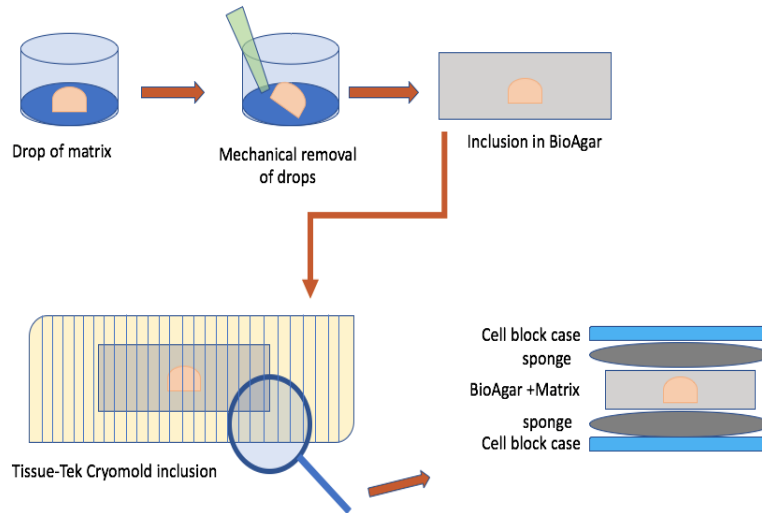 Drop of matrix
Mechanical removal
of drops
Inclusion in BioAgar
Tissue-Tek Cryomold inclusion
Cell block case
sponge
BioAgar +Matrix
sponge
Cell block case